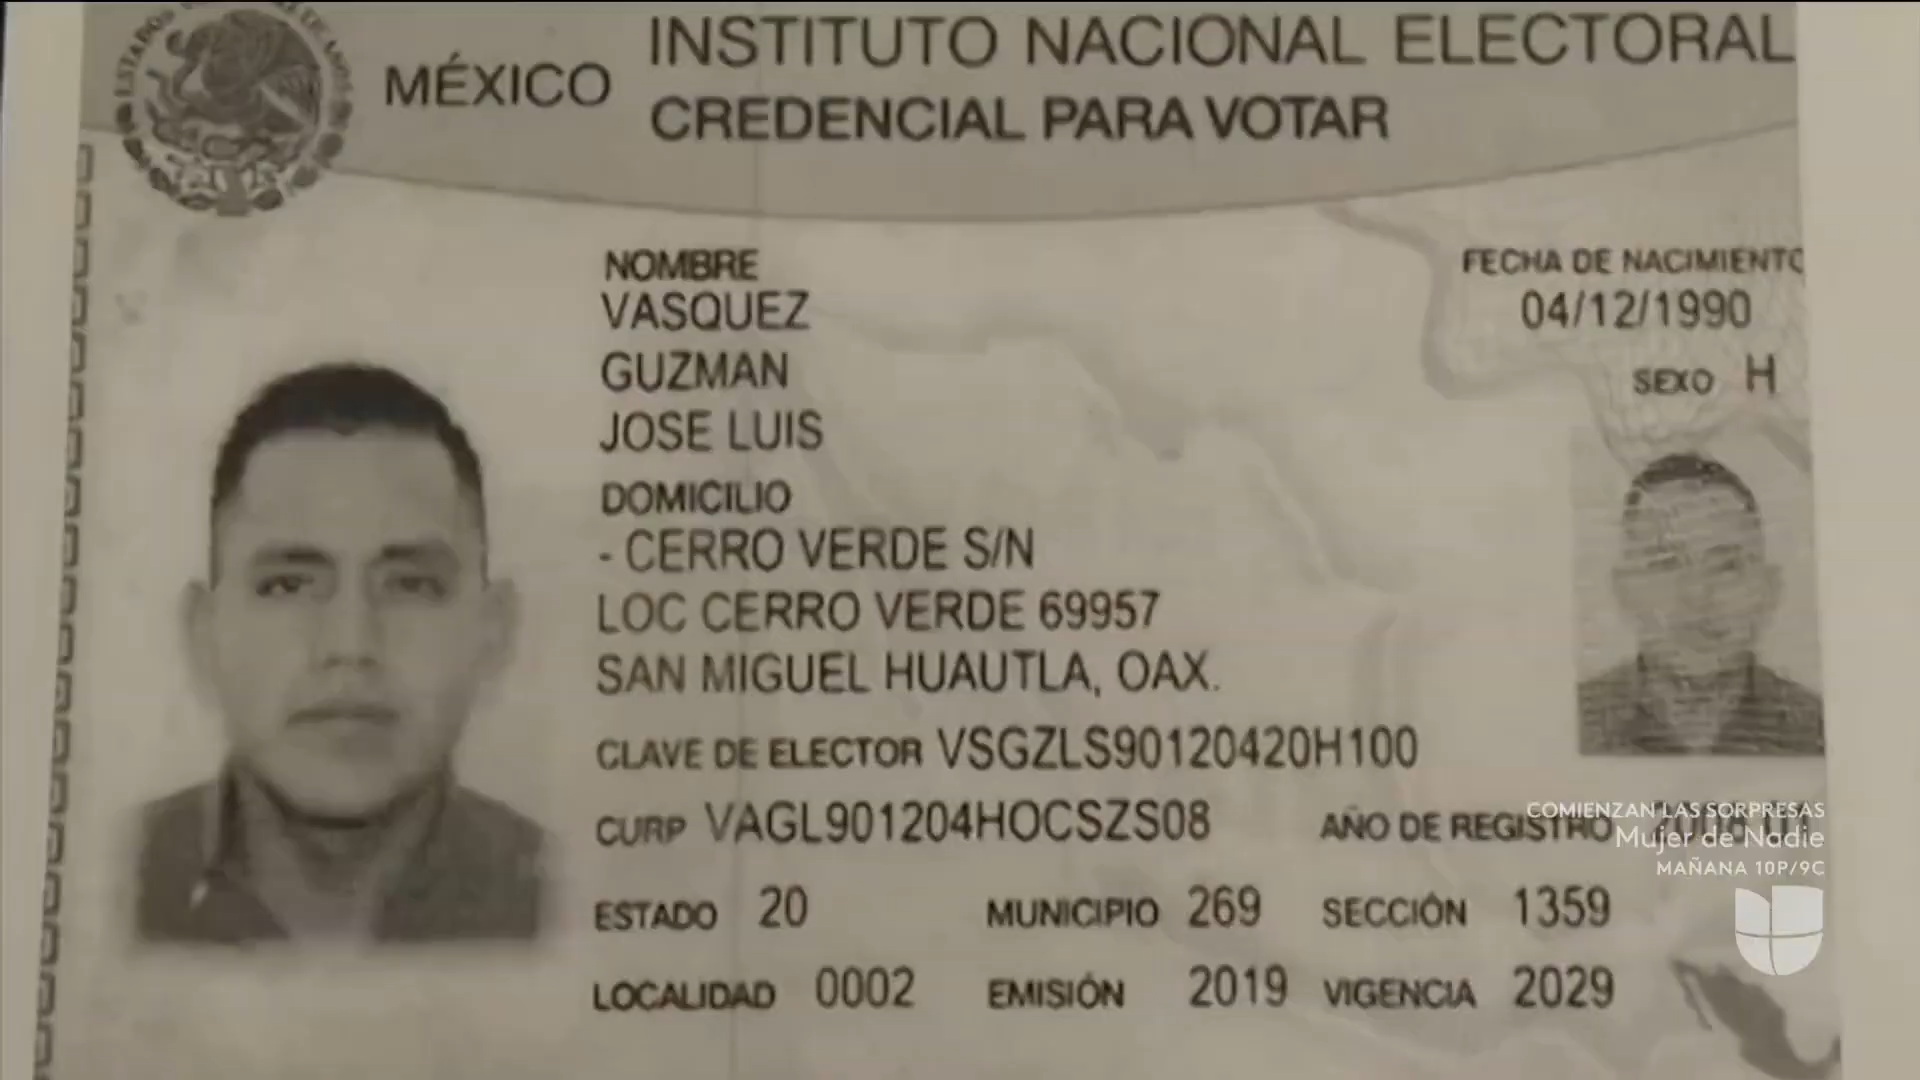 ESTADOS
MÉXICO
INSTITUTO NACIONAL ELECTORAL
CREDENCIAL PARA VOTAR
NOMBRE
VASQUEZ
GUZMAN
JOSE LUIS
FECHA DE NACIMIENTO
04/12/1990
SEXO H
DOMICILIO
- CERRO VERDE S/N
LOC CERRO VERDE 69957
SAN MIGUEL HUAUTLA, OAX.
CLAVE DE ELECTOR VSGZLS90120420H100
CURP VAGL901204HOCSZS08
AÑO DE REGISTRO
ESTADO 20
MUNICIPIO 269
SECCIÓN 1359
LOCALIDAD 0002
EMISIÓN 2019
VIGENCIA 2029
COMIENZAN LAS SORPRESAS
Mujer de Nadie
MAÑANA 10P/9C